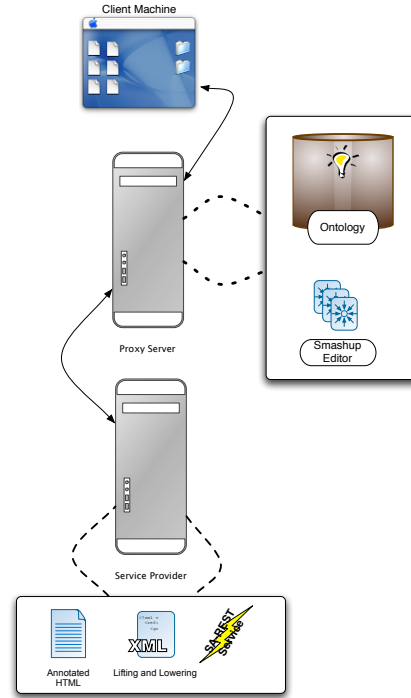 Client Machine
Ontology
Smashup
Editor
Proxy Server
Service Provider
XML
SA-REST
Service
Annotated
HTML
Lifting and Lowering